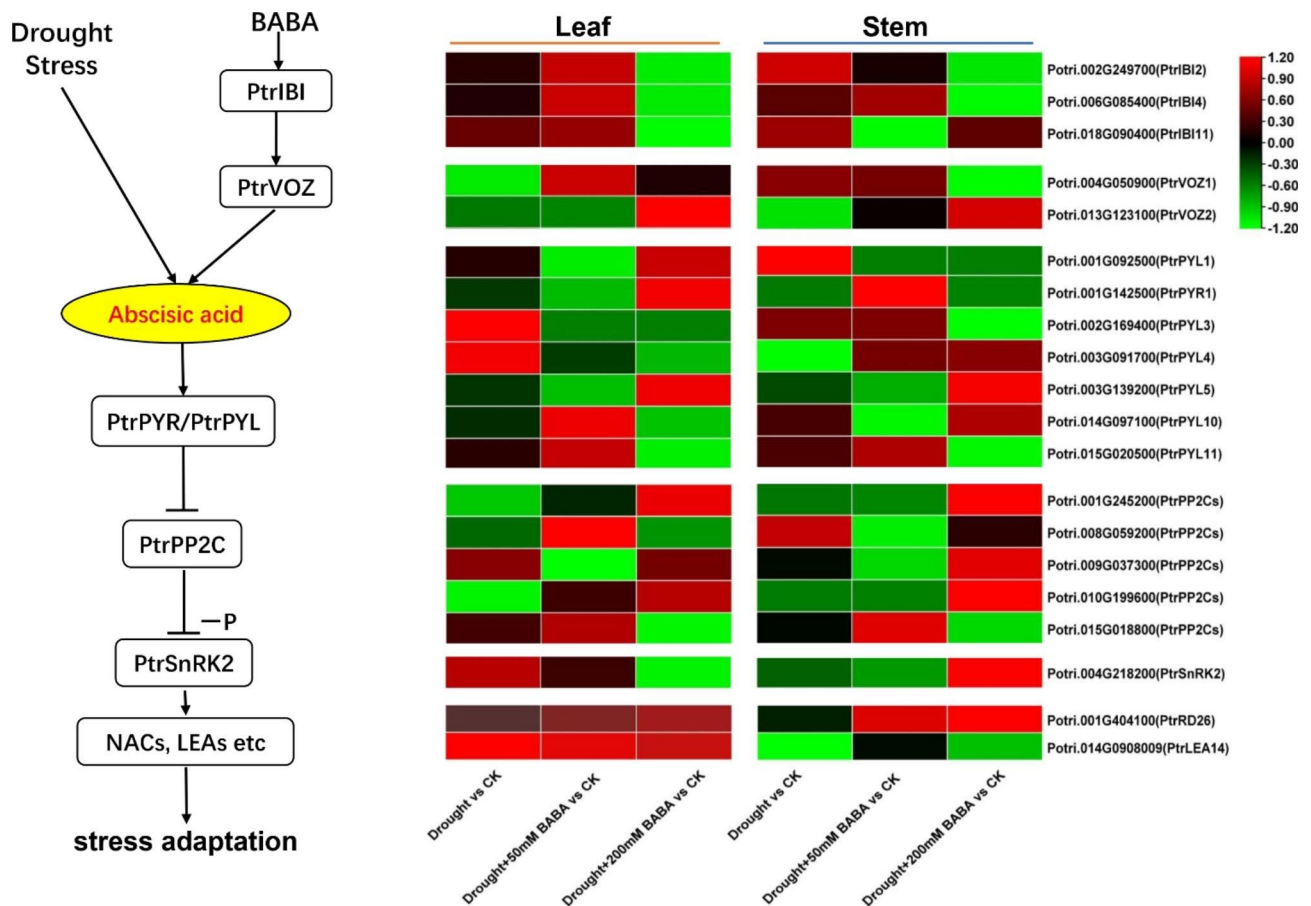 Drought
Stress
BABA
PtrIBI
PtrVOZ
Abscisic acid
PtrPYR/PtrPYL
PtrPP2C
—P
PtrSnRK2
NACs, LEAs etc
stress adaptation
Leaf
Stem
Potri.002G249700(PtrIBI2)
Potri.006G085400(PtrIBI4)
Potri.018G090400(PtrIBI11)
Potri.004G050900(PtrVOZ1)
Potri.013G123100(PtrVOZ2)
Potri.001G092500(PtrPYL1)
Potri.001G142500(PtrPYR1)
Potri.002G169400(PtrPYL3)
Potri.003G091700(PtrPYL4)
Potri.003G139200(PtrPYL5)
Potri.014G097100(PtrPYL10)
Potri.015G020500(PtrPYL11)
Potri.001G245200(PtrPP2Cs)
Potri.008G059200(PtrPP2Cs)
Potri.009G037300(PtrPP2Cs)
Potri.010G199600(PtrPP2Cs)
Potri.015G018800(PtrPP2Cs)
Potri.004G218200(PtrSnRK2)
Potri.001G404100(PtrRD26)
Potri.014G0908009(PtrLEA14)
1.20
0.90
0.60
0.30
0.00
-0.30
-0.60
-0.90
-1.20
Drought vs CK
Drought+50mM BABA vs CK
Drought+200mM BABA vs CK
Drought vs CK
Drought+50mM BABA vs CK
Drought+200mM BABA vs CK